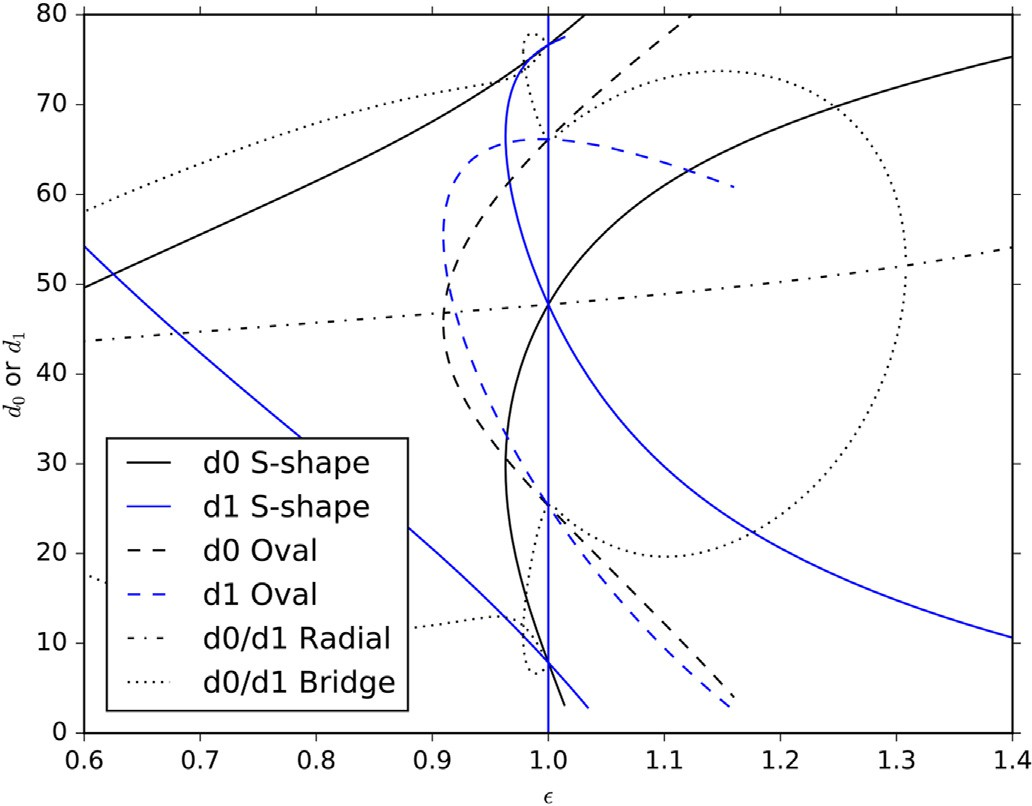 80
70
60
50
40
30
20
10
0
d₀ or d₁
d0 S-shape
d1 S-shape
d0 Oval
d1 Oval
d0/d1 Radial
d0/d1 Bridge
0.6 0.7 0.8 0.9 1.0 1.1 1.2 1.3 1.4
ϵ